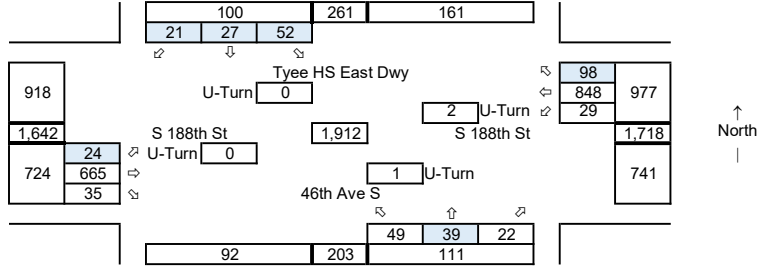 100 261 161
21 27 52
Tyee HS East Dwy
98
918 U-Turn 0 848 977
2 U-Turn 29
↑
1,642 S 188th St 1,912 S 188th St 1,718 North
24 U-Turn 0
724 665 1 U-Turn 741
35 46th Ave S
49 39 22
92 203 111